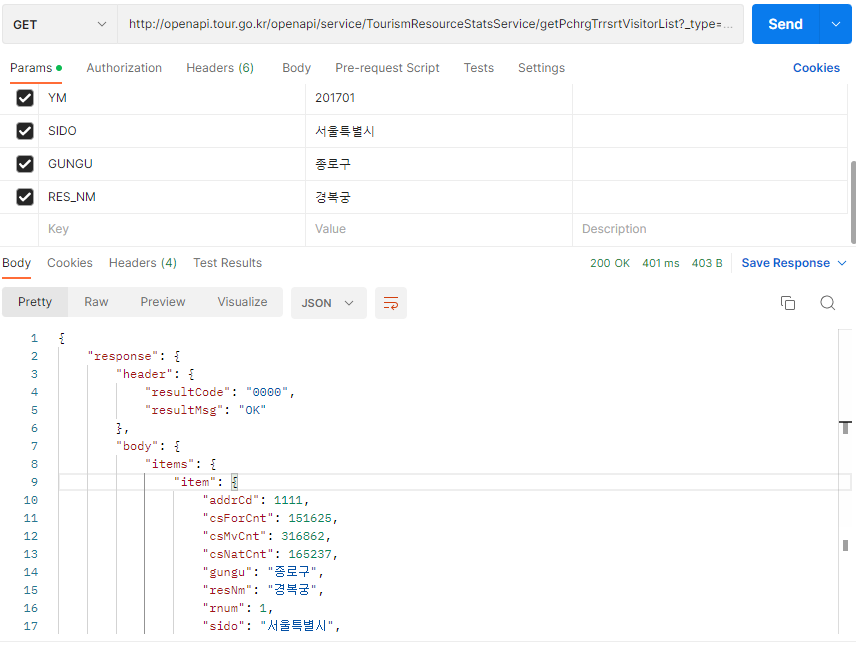 GET http://openapi.tour.go.kr/openapi/service/TourismResourceStatsService/getPchrgTrrsrtVisitorList?_type=... Send
Params Authorization Headers (6) Body Pre-request Script Tests Settings Cookies
YM 201701
SIDO 서울특별시
GUNGU 종로구
RES_NM 경복궁
Key Value Description
Body Cookies Headers (4) Test Results 200 OK 401 ms 403 B Save Response
Pretty Raw Preview Visualize JSON
1 {
2 "response": {
3 "header": {
4 "resultCode": "0000",
5 "resultMsg": "OK"
6 },
7 "body": {
8 "items": {
9 "item": {
10 "addrCd": 1111,
11 "csForCnt": 151625,
12 "csMvCnt": 316862,
13 "csNatCnt": 165237,
14 "gungu": "종로구",
15 "resNm": "경복궁",
16 "rnum": 1,
17 "sido": "서울특별시",